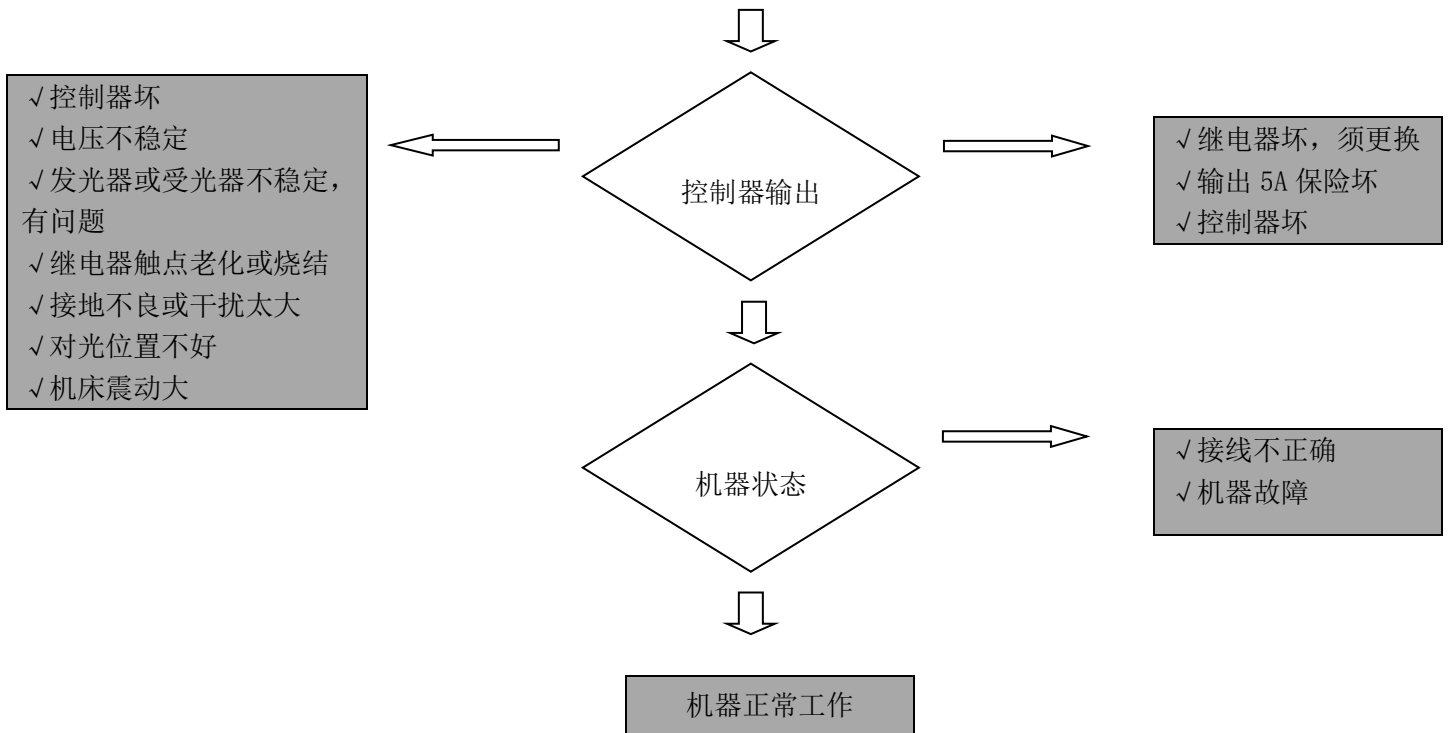 √控制器坏
√电压不稳定
√发光器或受光器不稳定，
有问题
√继电器触点老化或烧结
√接地不良或干扰太大
√对光位置不好
√机床震动大
控制器输出
√继电器坏，须更换
√输出 5A 保险坏
√控制器坏
机器状态
√接线不正确
√机器故障
机器正常工作